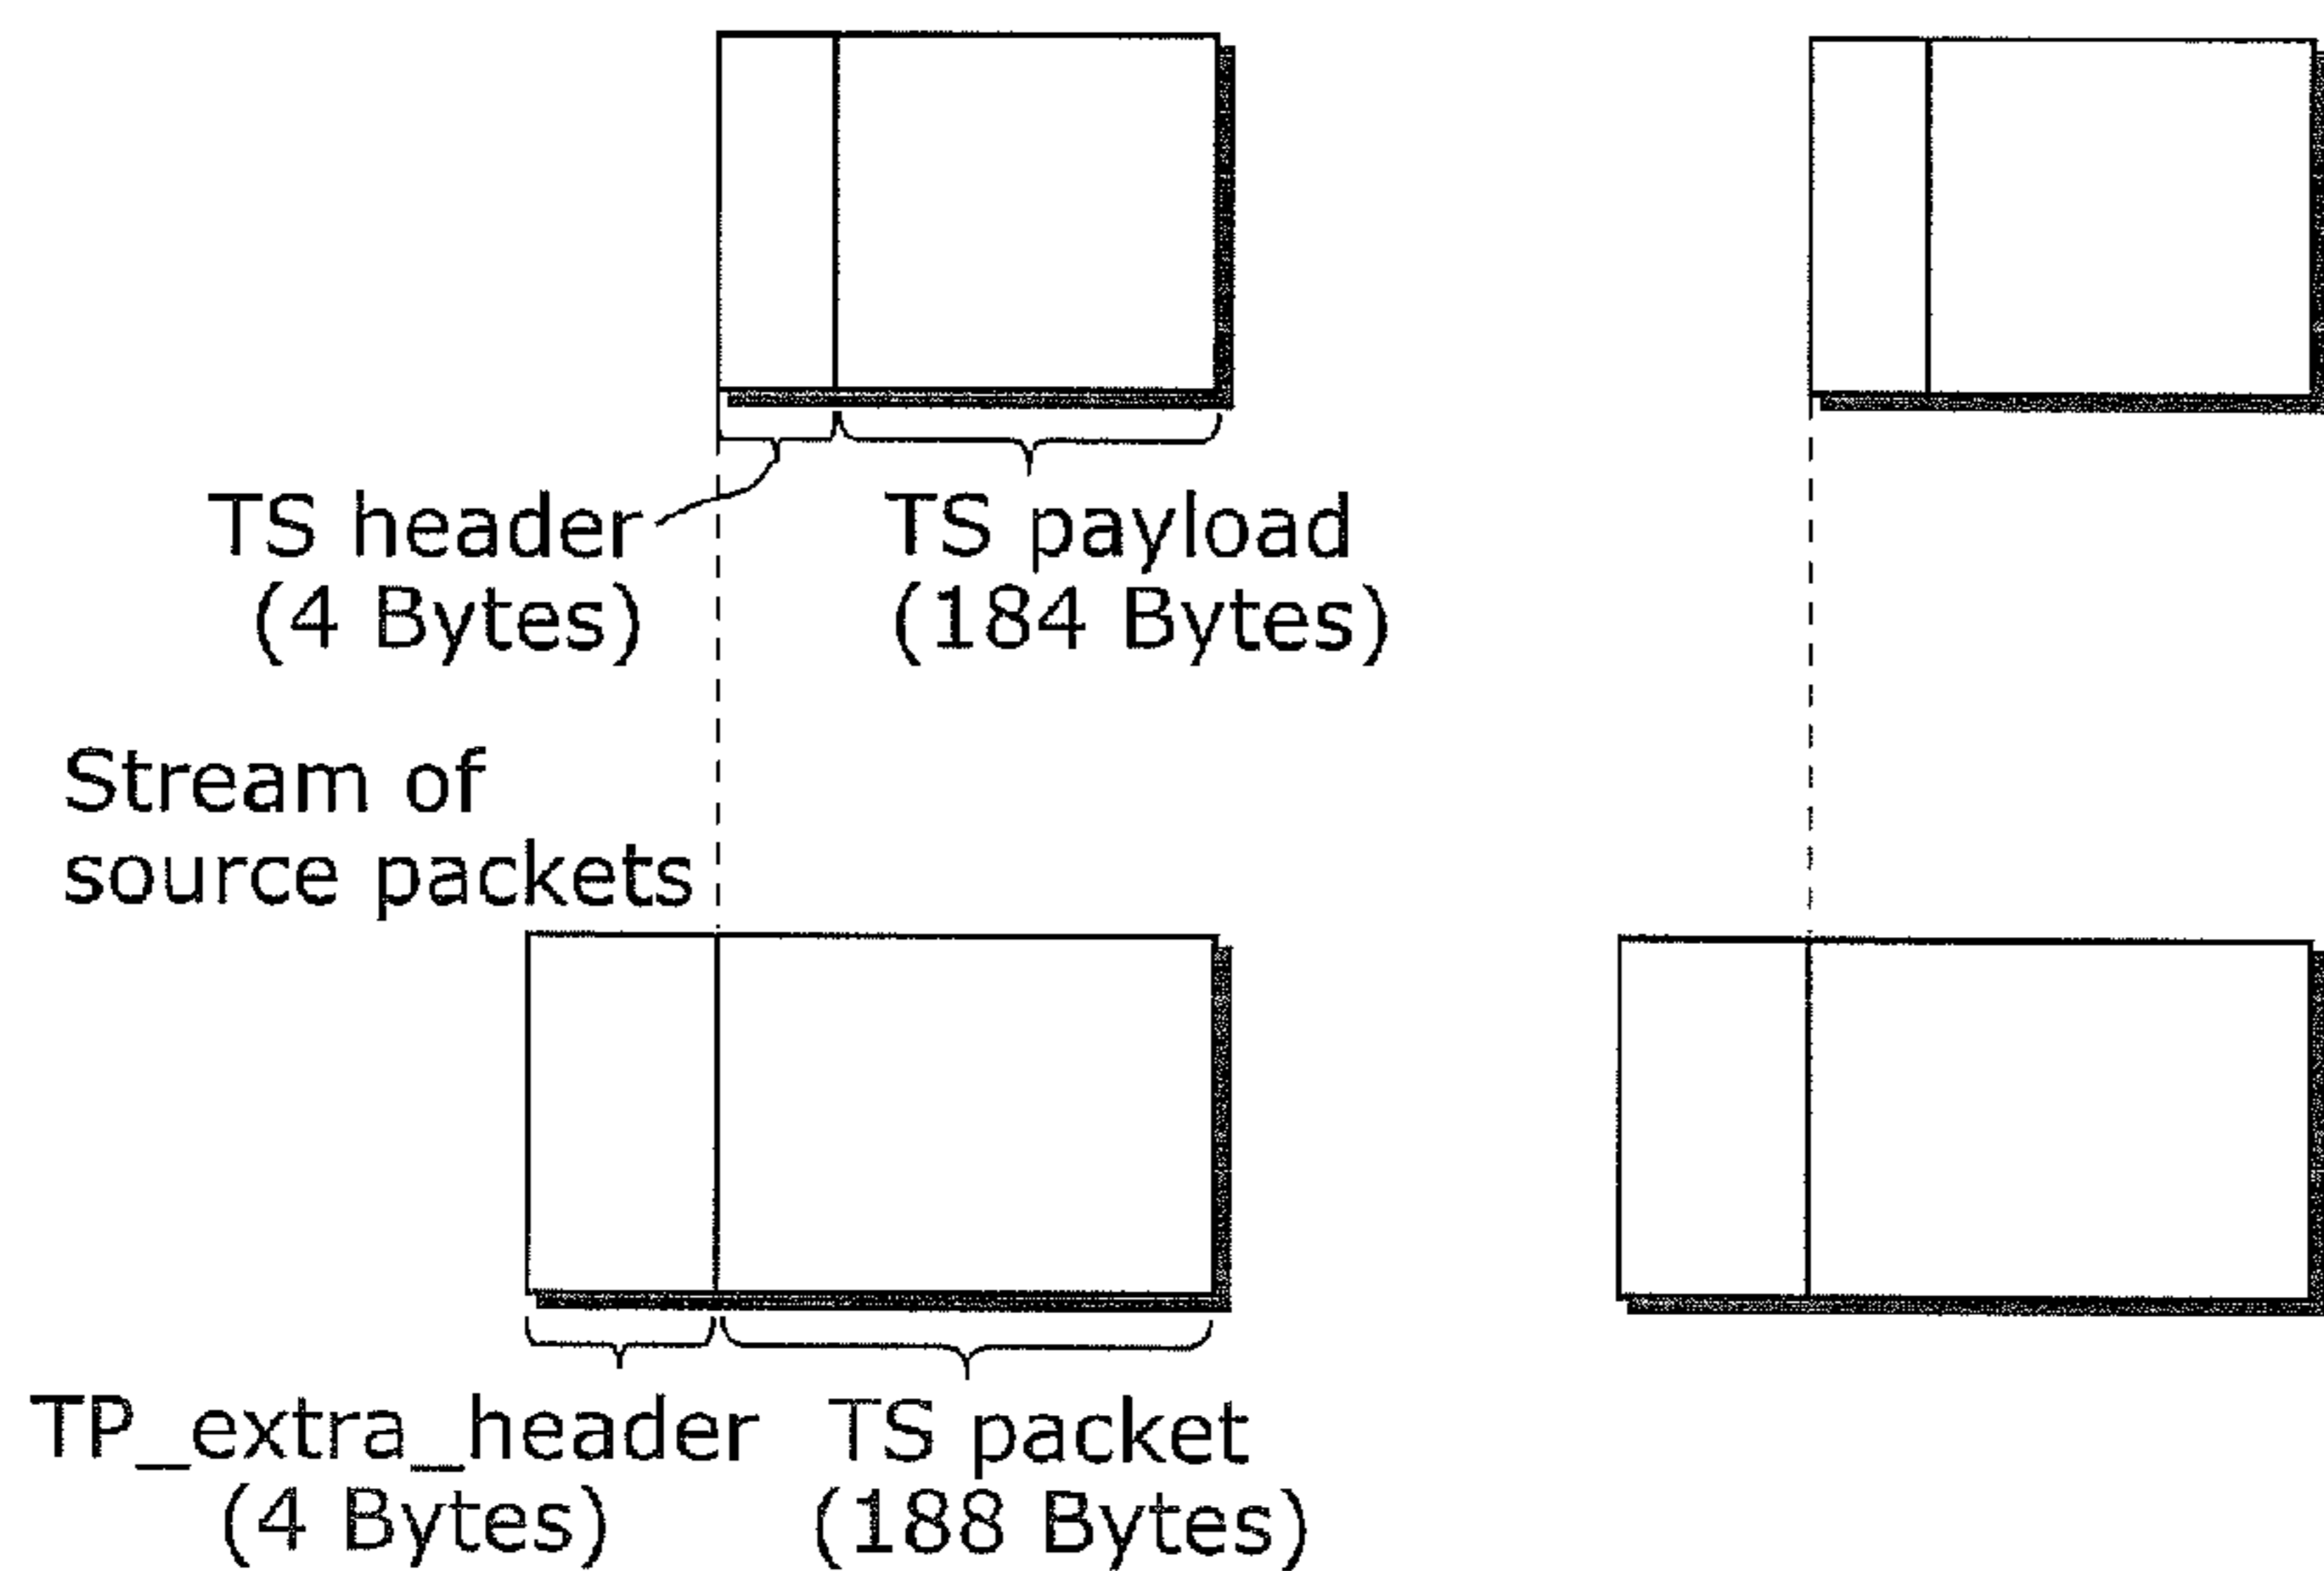 TS header
(4 Bytes)
TS payload
(184 Bytes)
Stream of
source packets
TP_extra_header
(4 Bytes)
TS packet
(188 Bytes)